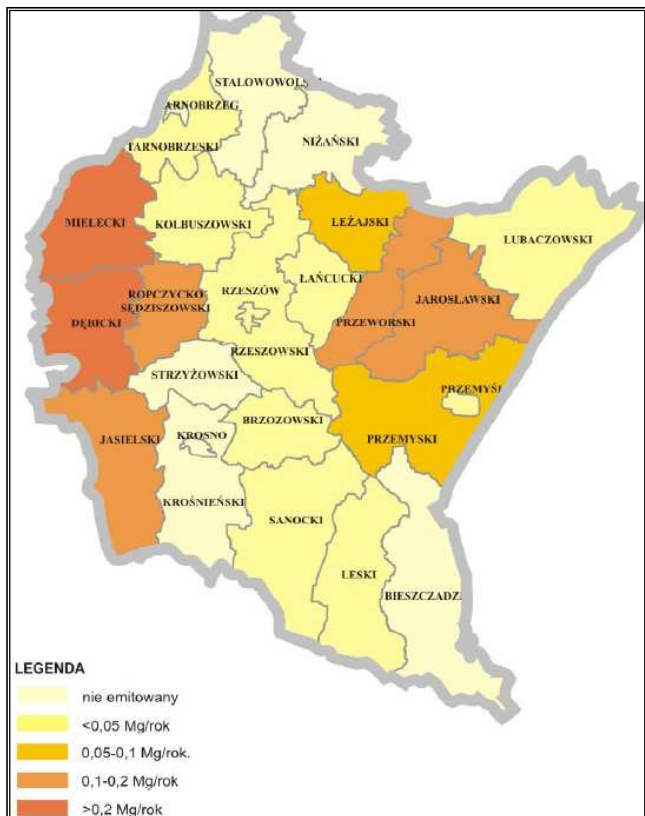 STALOWOWOLS
ARNOBRZEG
TARNOBRZESKI
NIŻAŃSKI
MIELECKI
KOLBUSZOWSKI
LEŻAJSKI
LUBACZOWSKI
ŁAŃCUCKI
RZESZÓW
ROPCZYCKO
SĘDZISZOWSKI
JAROSŁAWSKI
DĘBICKI
PRZEWORSKI
RZESZOWSKI
STRZYŻOWSKI
PRZEMYŚL
BRZOZOWSKI
JASIELSKI
KROSNO
PRZEMYSKI
KROŚNIEŃSKI
SANOCKI
LESKI
BIESZCZADZ
LEGENDA
nie emitowany
<0,05 Mg/rok
0,05-0,1 Mg/rok.
0,1-0,2 Mg/rok
>0,2 Mg/rok